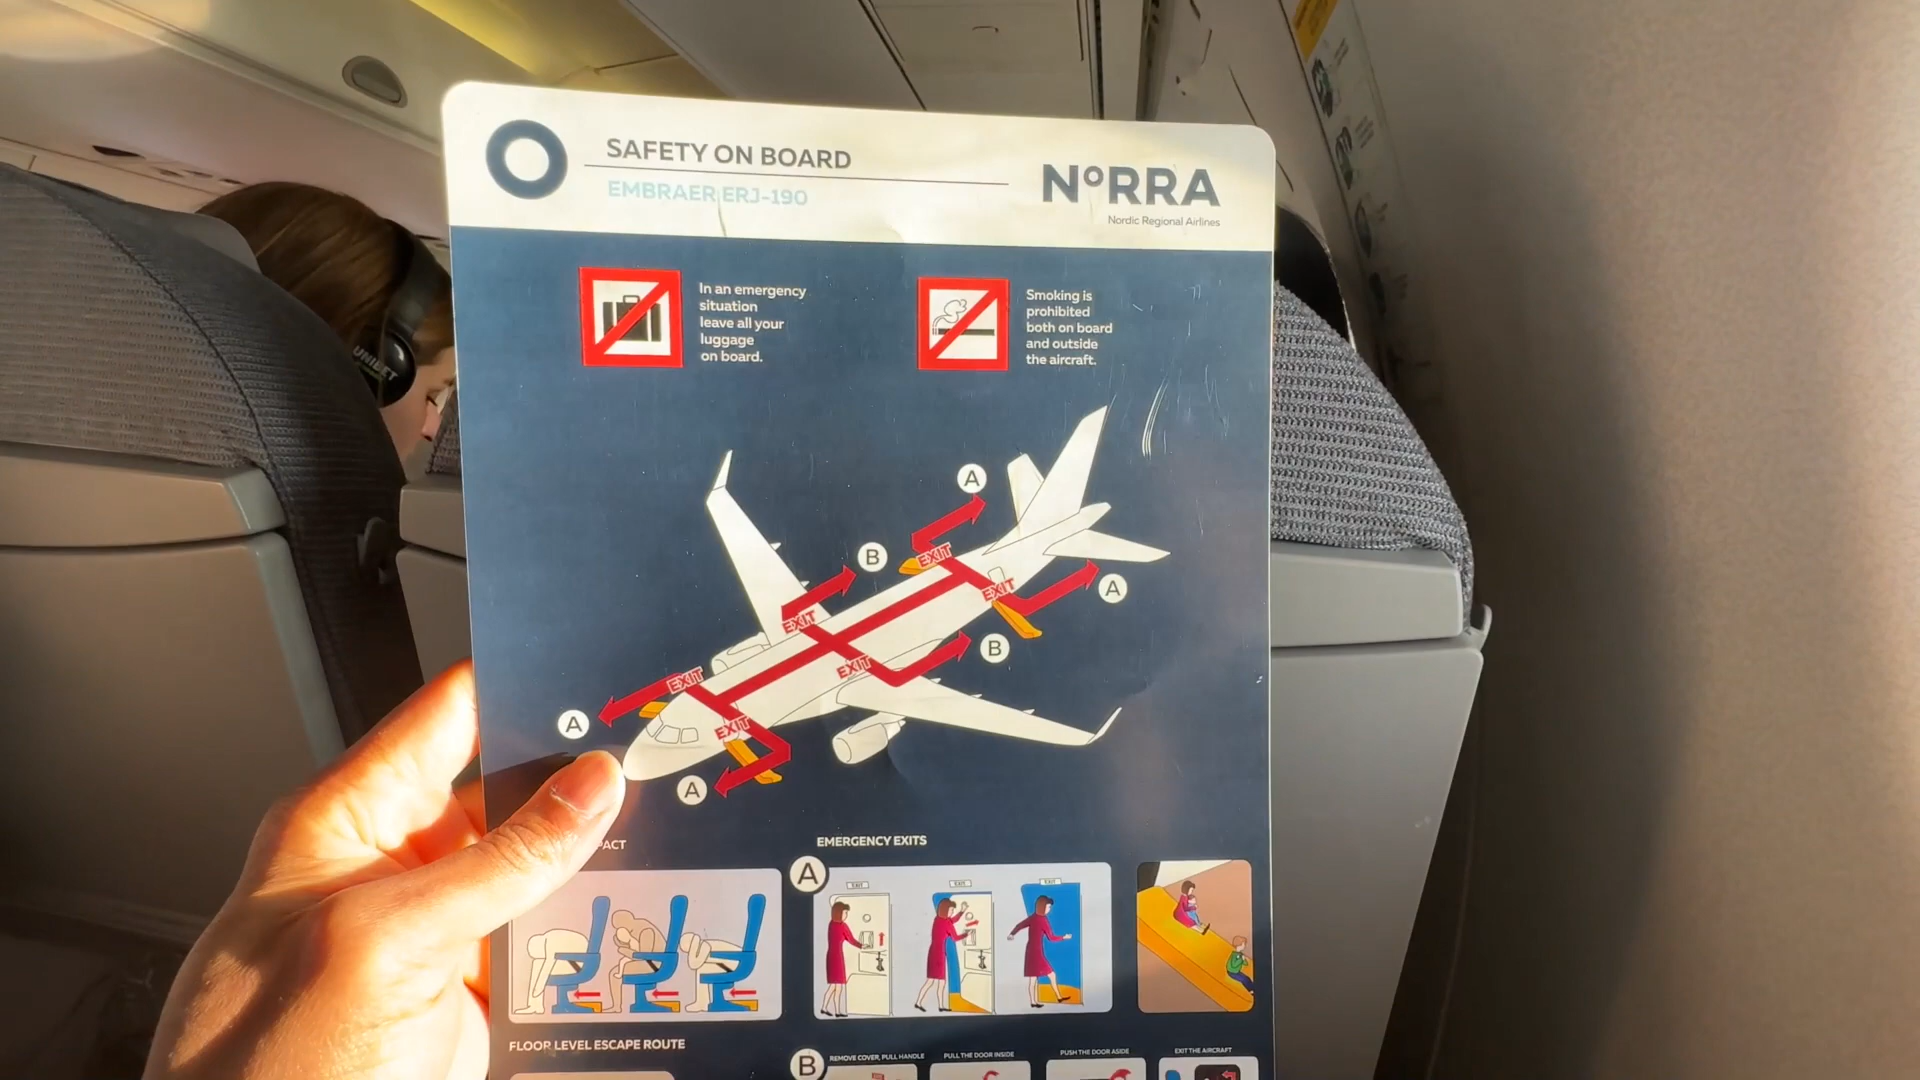 SAFETY ON BOARD
EMBRAER ERJ-190
NORRA
Nordic Regional Airlines
In an emergency
situation
leave all your
luggage
on board.
Smoking is
prohibited
both on board
and outside
the aircraft.
UNIBET
A
B
EXIT
A
EXIT
EXIT
B
EXIT
EXIT
A
EXIT
A
EMERGENCY EXITS
A
EXIT
EXIT
EXIT
FLOOR LEVEL ESCAPE ROUTE
B
REMOVE COVER, PULL HANDLE
PULL THE DOOR INSIDE
PUSH THE DOOR ASIDE
EXIT THE AIRCRAFT